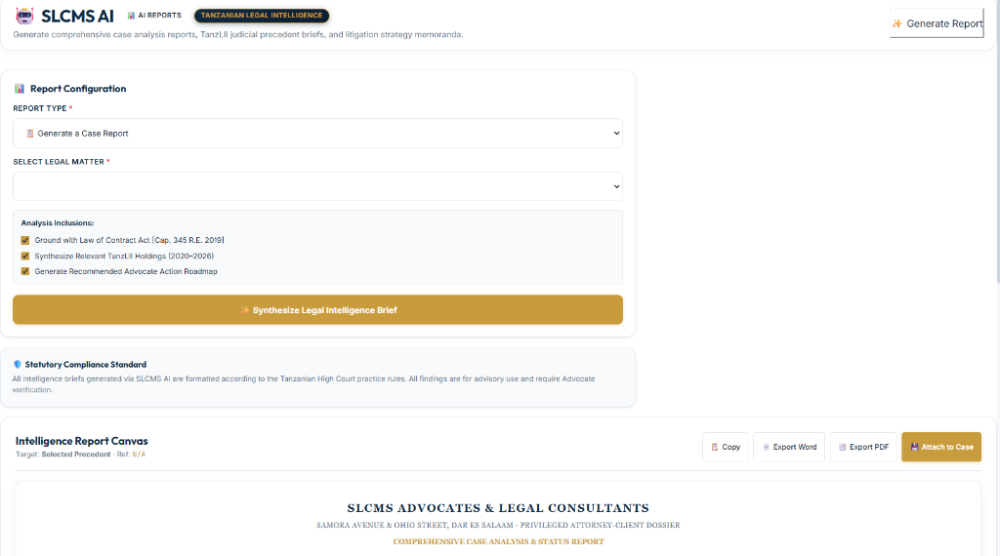 SLCMS AI AI REPORTS TANZANIAN LEGAL INTELLIGENCE
Generate comprehensive case analysis reports, TanzLII judicial precedent briefs, and litigation strategy memoranda.
Generate Report
Report Configuration
REPORT TYPE *
Generate a Case Report
SELECT LEGAL MATTER *
Analysis Inclusions:
Ground with Law of Contract Act [Cap. 345 R.E. 2019]
Synthesize Relevant TanzLII Holdings (2020–2026)
Generate Recommended Advocate Action Roadmap
Synthesize Legal Intelligence Brief
Statutory Compliance Standard
All intelligence briefs generated via SLCMS AI are formatted according to the Tanzanian High Court practice rules. All findings are for advisory use and require Advocate
verification.
Intelligence Report Canvas
Target: Selected Precedent · Ref: N/A
Copy Export Word Export PDF Attach to Case
SLCMS ADVOCATES & LEGAL CONSULTANTS
SAMORA AVENUE & OHIO STREET, DAR ES SALAAM · PRIVILEGED ATTORNEY-CLIENT DOSSIER
COMPREHENSIVE CASE ANALYSIS & STATUS REPORT